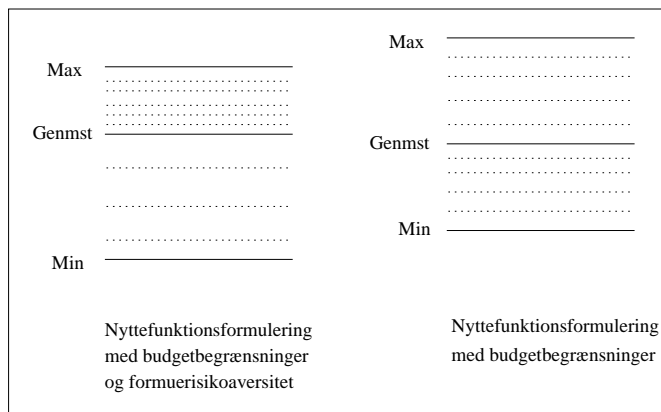 Max
Genmst
Min
Nyttefunktionsformulering
med budgetbegrænsninger
og formuerisikoaversitet
Max
Genmst
Min
Nyttefunktionsformulering
med budgetbegrænsninger